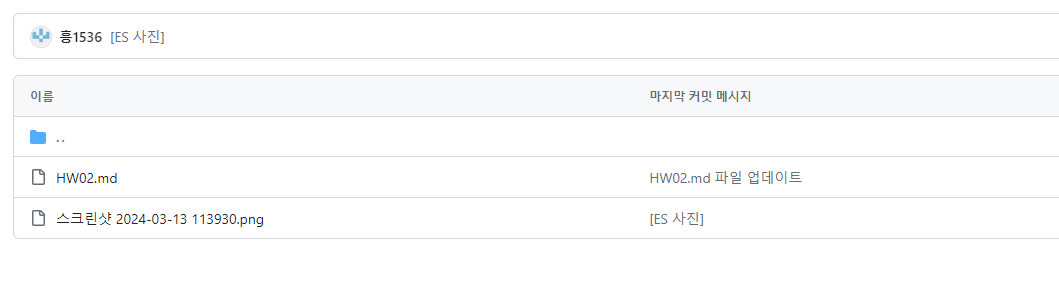 흥1536 [ES 사진]
이름 마지막 커밋 메시지
..
HW02.md HW02.md 파일 업데이트
스크린샷 2024-03-13 113930.png [ES 사진]